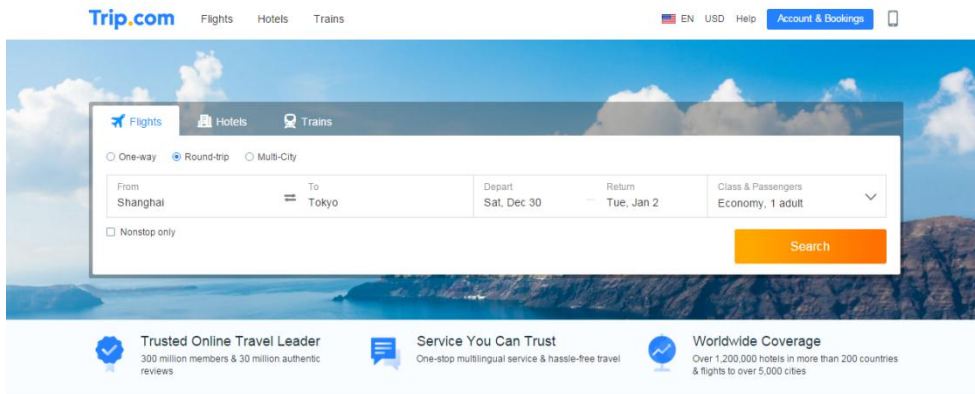 Trip.com Flights Hotels Trains EN USD Help Account & Bookings
Flights Hotels Trains
One-way Round-trip Multi-City
From To Depart Return Class & Passengers
Shanghai Tokyo Sat, Dec 30 Tue, Jan 2 Economy, 1 adult
Nonstop only
Search
Trusted Online Travel Leader
300 million members & 30 million authentic
reviews
Service You Can Trust
One-stop multilingual service & hassle-free travel
Worldwide Coverage
Over 1,200,000 hotels in more than 200 countries
& flights to over 5,000 cities